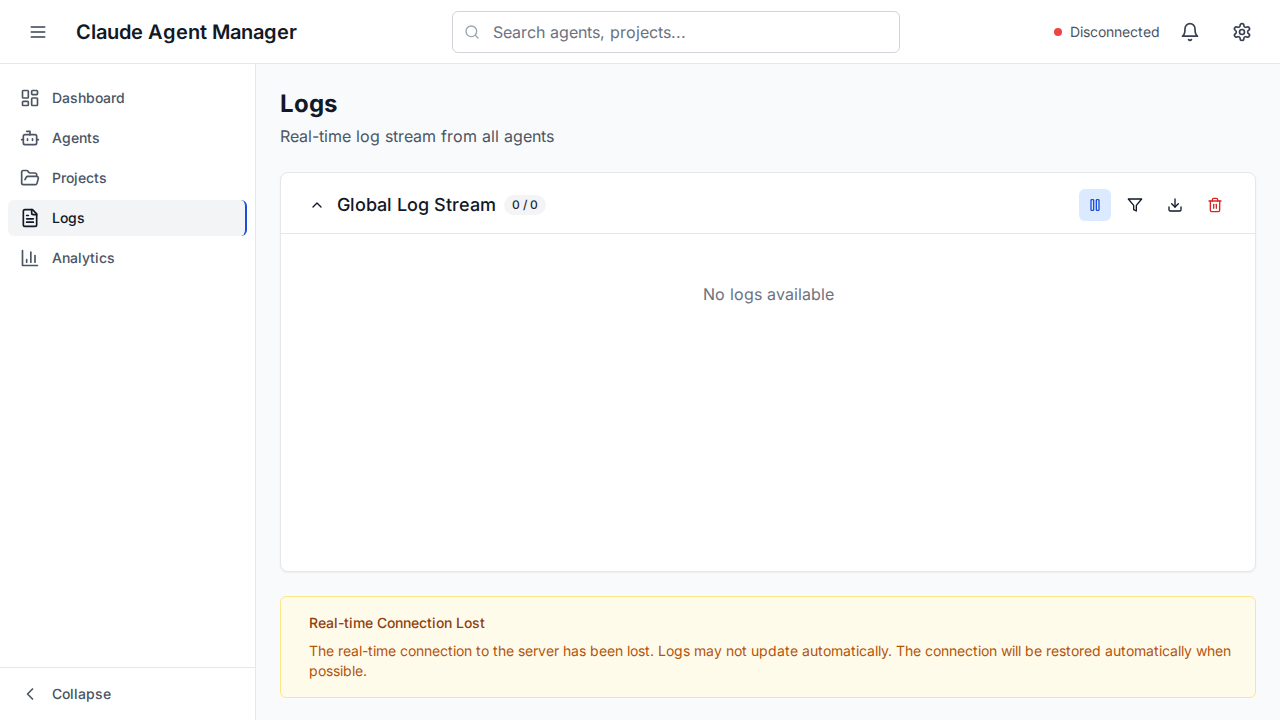 Claude Agent Manager
Search agents, projects...
Disconnected
Dashboard
Agents
Projects
Logs
Analytics
Collapse
Logs
Real-time log stream from all agents
Global Log Stream
0 / 0
No logs available
Real-time Connection Lost
The real-time connection to the server has been lost. Logs may not update automatically. The connection will be restored automatically when
possible.